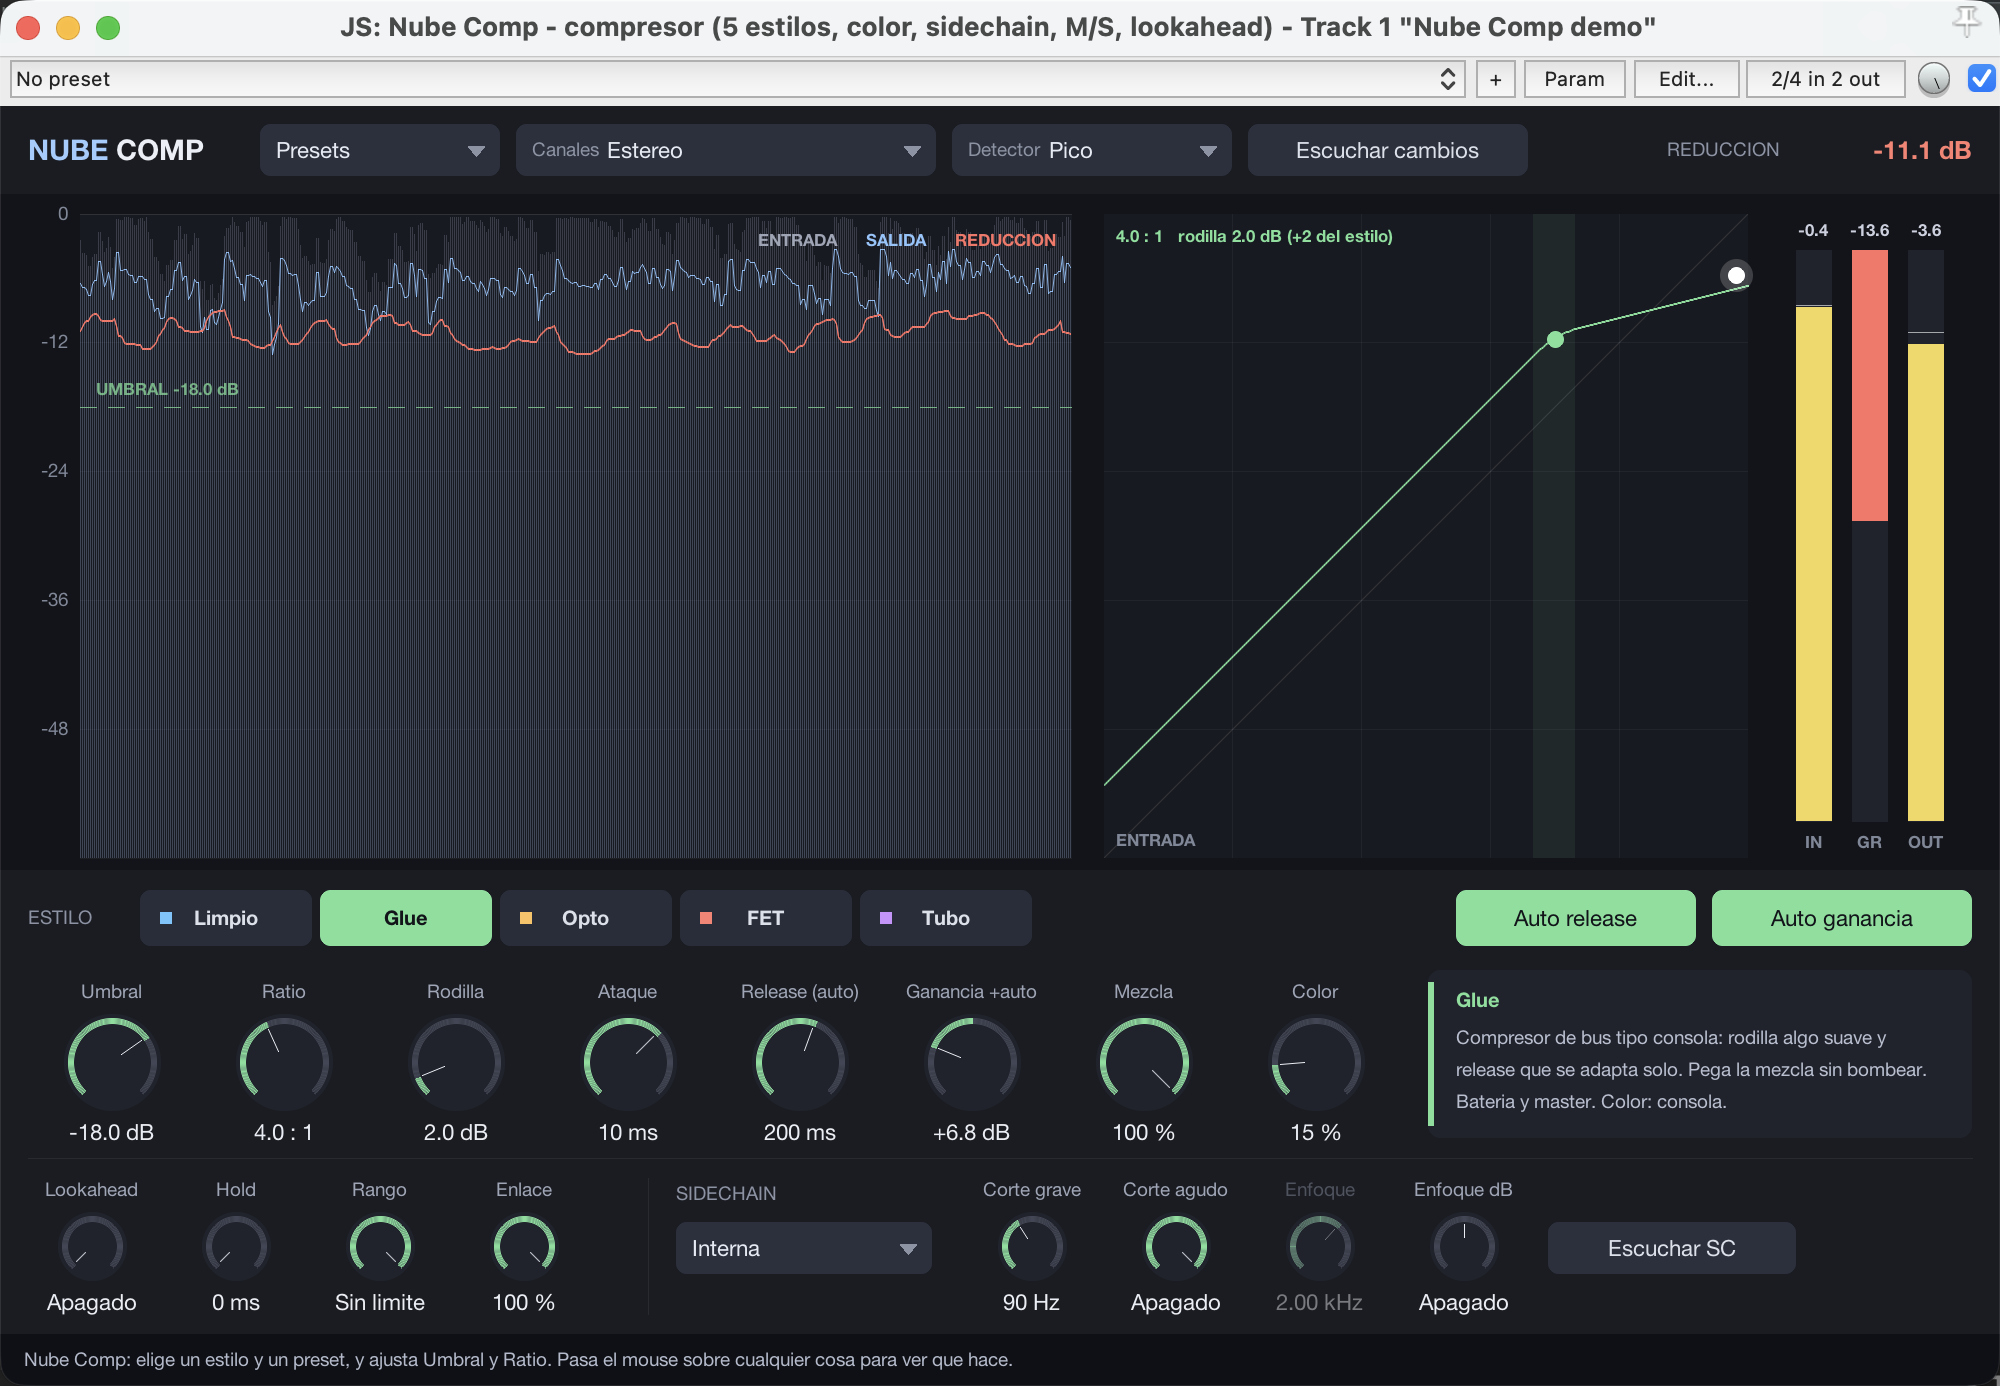 JS: Nube Comp - compresor (5 estilos, color, sidechain, M/S, lookahead) - Track 1 "Nube Comp demo"
No preset
+
Param
Edit...
2/4 in 2 out
NUBE COMP
Presets
Canales Estereo
Detector Pico
Escuchar cambios
REDUCCION
-11.1 dB
0
-12
-24
-36
-48
ENTRADA SALIDA REDUCCION
UMBRAL -18.0 dB
4.0 : 1 rodilla 2.0 dB (+2 del estilo)
ENTRADA
-0.4 -13.6 -3.6
IN GR OUT
ESTILO
Limpio
Glue
Opto
FET
Tubo
Auto release
Auto ganancia
Umbral
-18.0 dB
Ratio
4.0 : 1
Rodilla
2.0 dB
Ataque
10 ms
Release (auto)
200 ms
Ganancia +auto
+6.8 dB
Mezcla
100 %
Color
15 %
Glue
Compresor de bus tipo consola: rodilla algo suave y
release que se adapta solo. Pega la mezcla sin bombear.
Bateria y master. Color: consola.
Lookahead
Apagado
Hold
0 ms
Rango
Sin limite
Enlace
100 %
SIDECHAIN
Interna
Corte grave
90 Hz
Corte agudo
Apagado
Enfoque
2.00 kHz
Enfoque dB
Apagado
Escuchar SC
Nube Comp: elige un estilo y un preset, y ajusta Umbral y Ratio. Pasa el mouse sobre cualquier cosa para ver que hace.